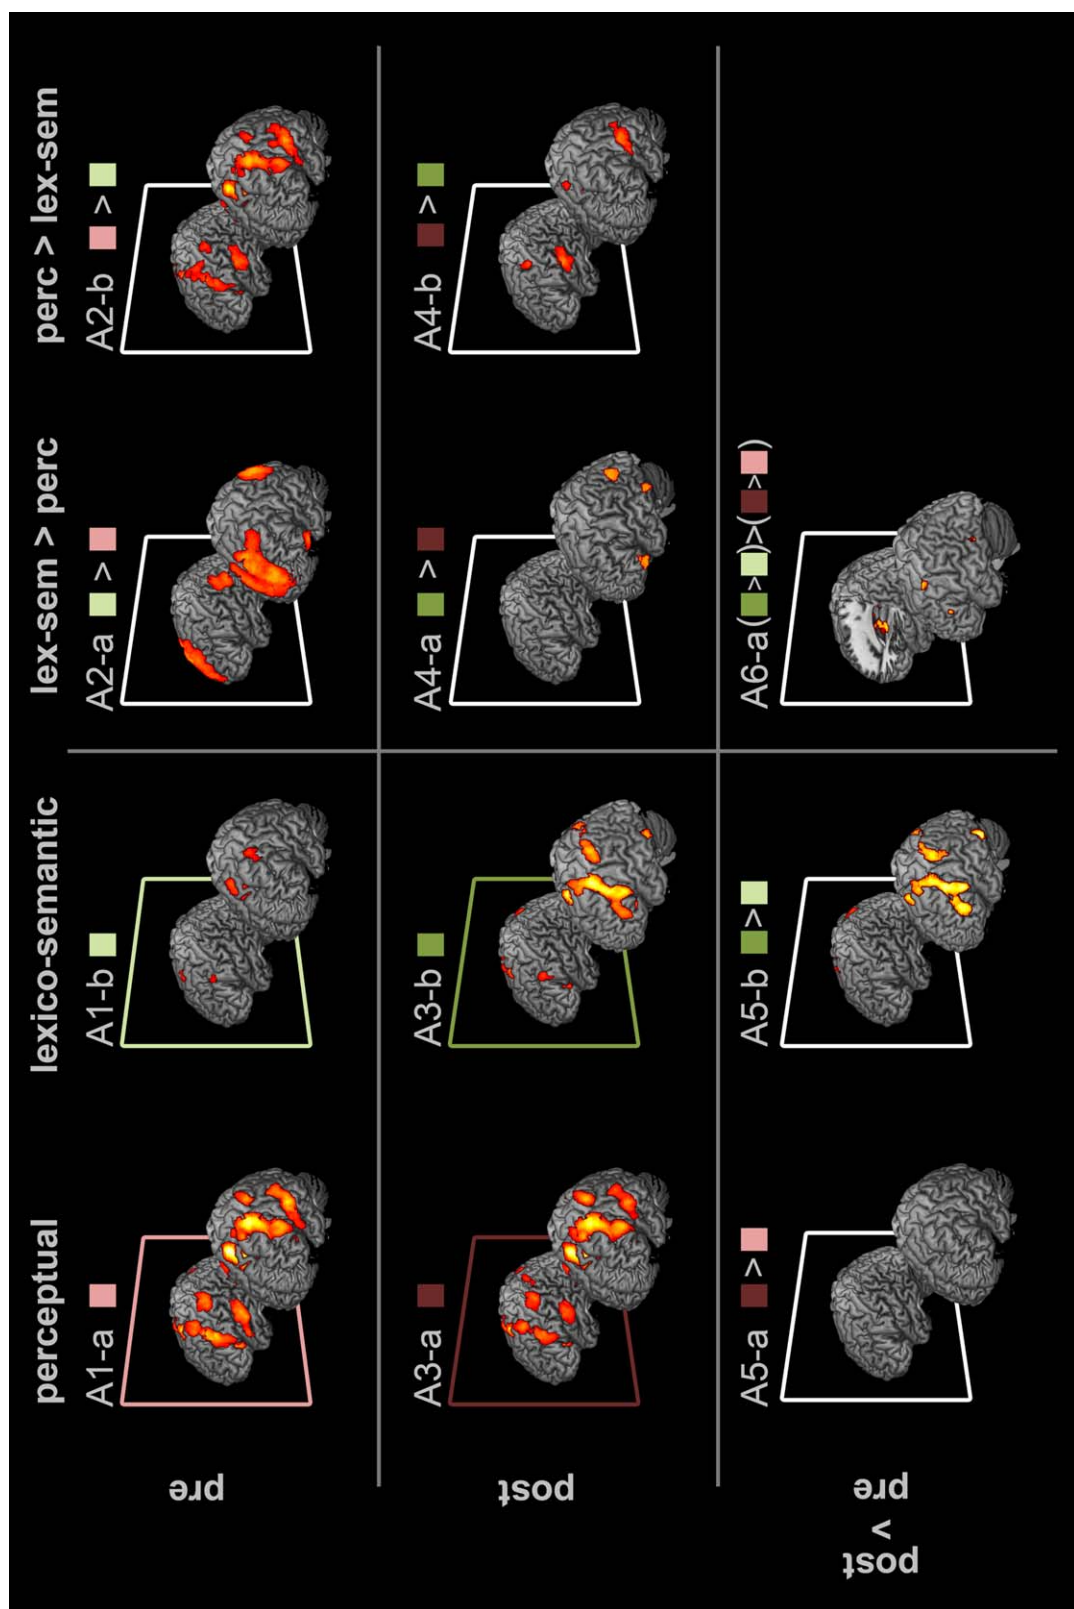 perceptual
lexico-semantic
lex-sem > perc
perc > lex-sem
pre
A1-a
A1-b
A2-a >
A2-b >
post
A3-a
A3-b
A4-a >
A4-b >
post
>
pre
A5-a >
A5-b >
A6-a ( > )>( > )